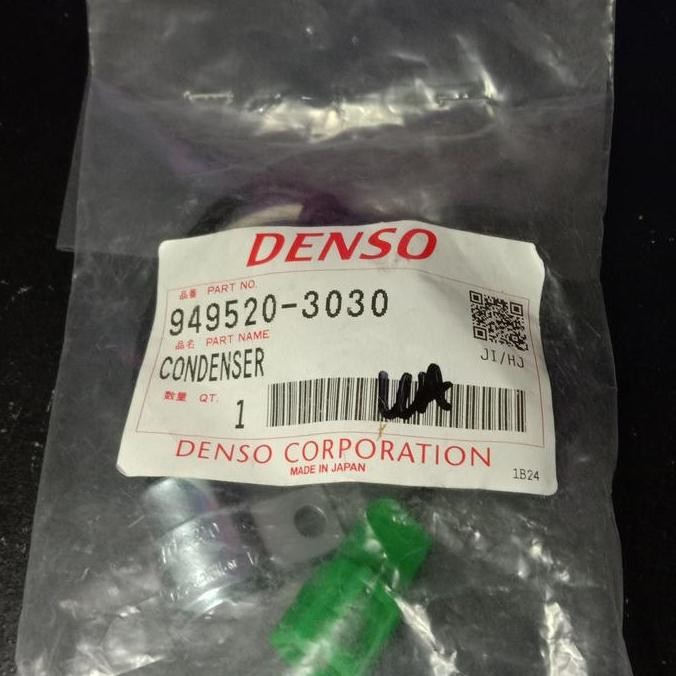 DENSO
品番 PART NO.
949520-3030
品名 PART NAME
CONDENSER
JI/HJ
数量 QT.
1
DENSO CORPORATION
MADE IN JAPAN
1B24